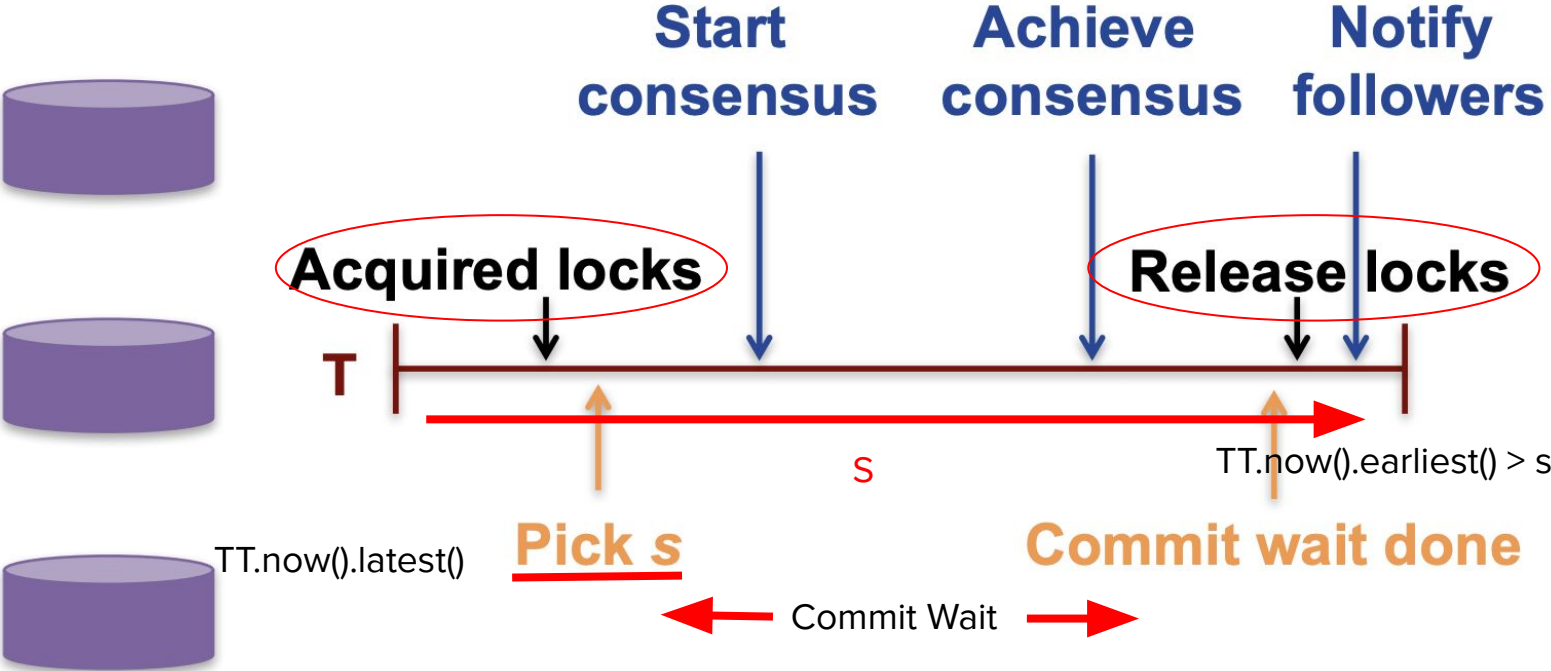 Start
consensus
Achieve
consensus
Notify
followers
Acquired locks
Release locks
T
S
TT.now().earliest() > s
TT.now().latest()
Pick s
Commit wait done
Commit Wait